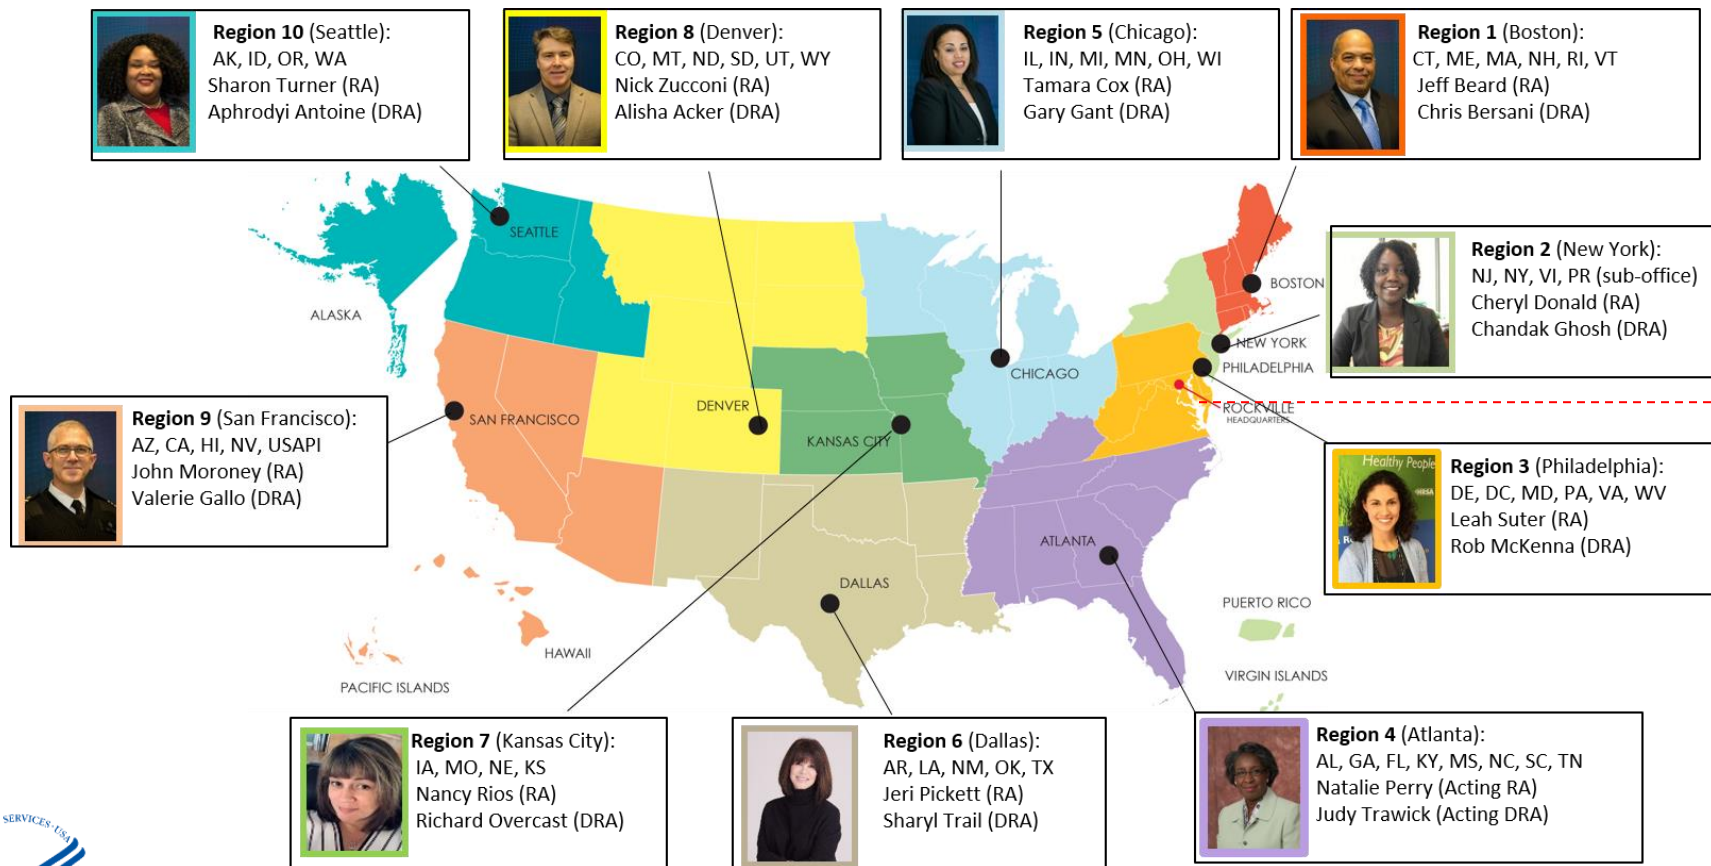 Region 10 (Seattle):
AK, ID, OR, WA
Sharon Turner (RA)
Aphrodyi Antoine (DRA)
Region 8 (Denver):
CO, MT, ND, SD, UT, WY
Nick Zucconi (RA)
Alisha Acker (DRA)
Region 5 (Chicago):
IL, IN, MI, MN, OH, WI
Tamara Cox (RA)
Gary Gant (DRA)
Region 1 (Boston):
CT, ME, MA, NH, RI, VT
Jeff Beard (RA)
Chris Bersani (DRA)
Region 2 (New York):
NJ, NY, VI, PR (sub-office)
Cheryl Donald (RA)
Chandak Ghosh (DRA)
SEATTLE
ALASKA
BOSTON
NEW YORK
PHILADELPHIA
CHICAGO
DENVER
SAN FRANCISCO
KANSAS CITY
ROCKVILLE
HEADQUARTERS
Region 9 (San Francisco):
AZ, CA, HI, NV, USAPI
John Moroney (RA)
Valerie Gallo (DRA)
Healthy People
HRSA
Region 3 (Philadelphia):
DE, DC, MD, PA, VA, WV
Leah Suter (RA)
Rob McKenna (DRA)
ATLANTA
DALLAS
PUERTO RICO
HAWAII
VIRGIN ISLANDS
PACIFIC ISLANDS
Region 7 (Kansas City):
IA, MO, NE, KS
Nancy Rios (RA)
Richard Overcast (DRA)
Region 6 (Dallas):
AR, LA, NM, OK, TX
Jeri Pickett (RA)
Sharyl Trail (DRA)
Region 4 (Atlanta):
AL, GA, FL, KY, MS, NC, SC, TN
Natalie Perry (Acting RA)
Judy Trawick (Acting DRA)
SERVICES·USA